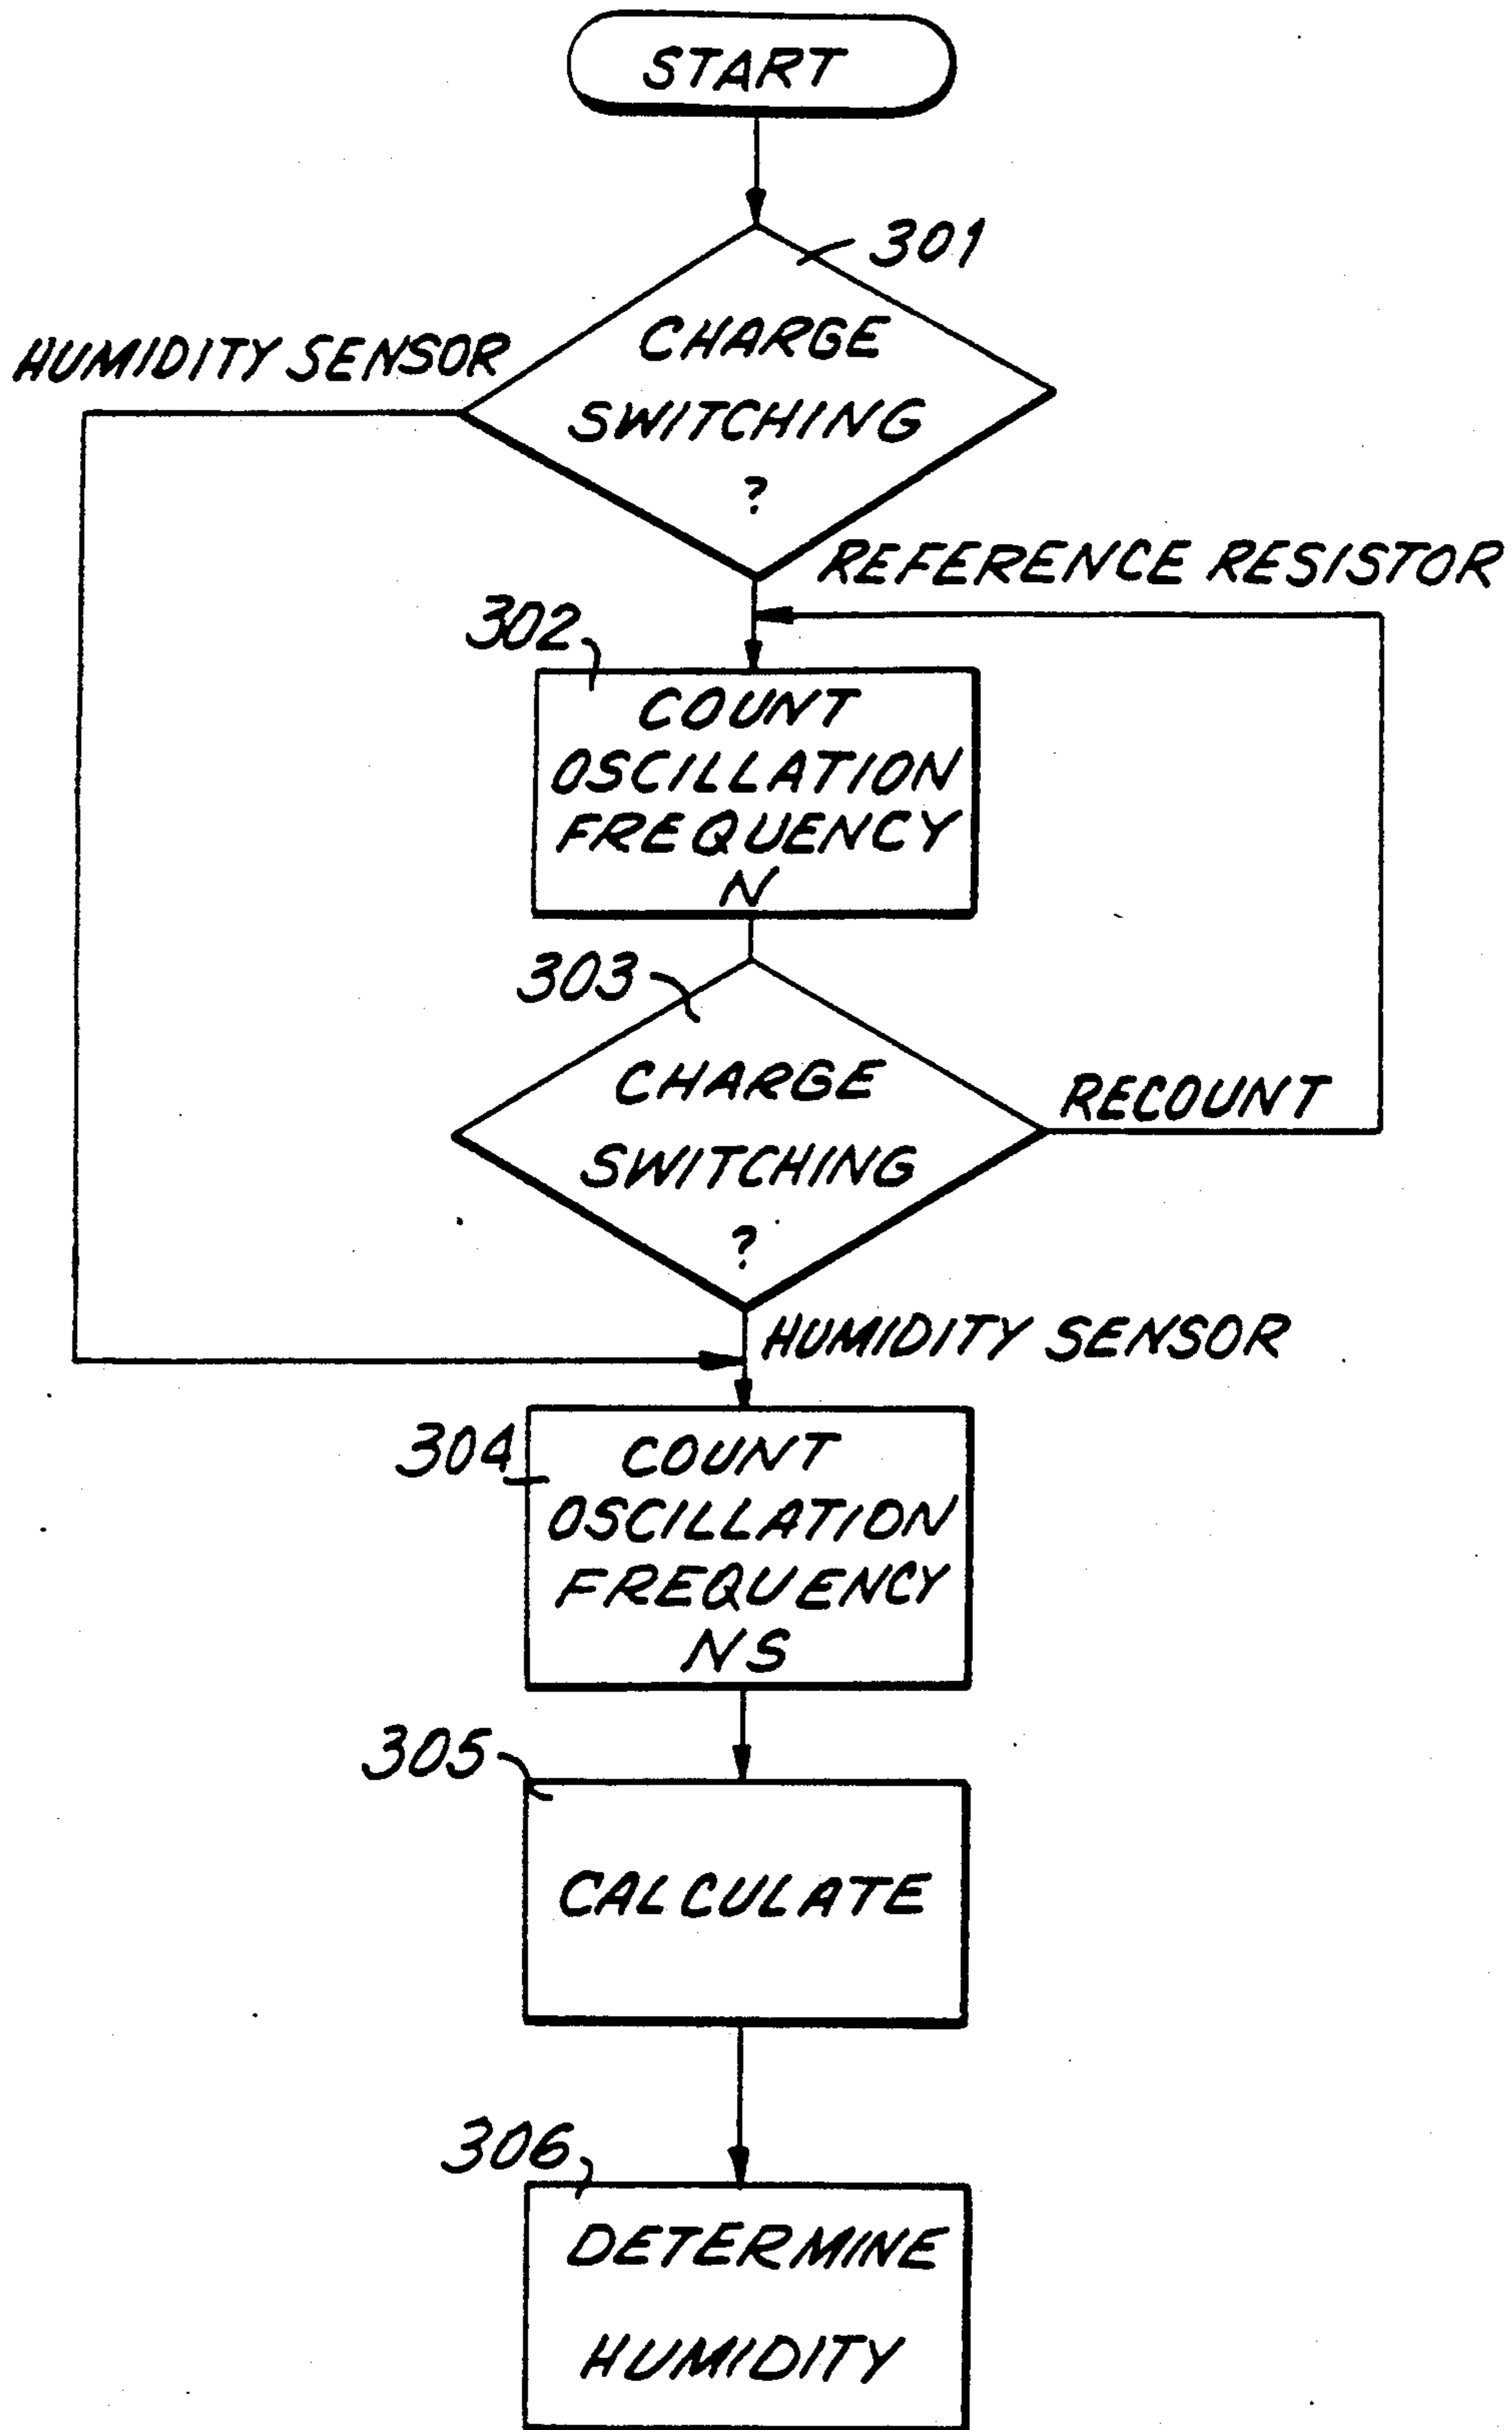 START
301
CHARGE
SWITCHING
?
HUMIDITY SENSOR
REFERENCE RESISTOR
302
COUNT
OSCILLATION
FREQUENCY
N
303
CHARGE
SWITCHING
?
RECOUNT
HUMIDITY SENSOR
304
COUNT
OSCILLATION
FREQUENCY
NS
305
CALCULATE
306
DETERMINE
HUMIDITY